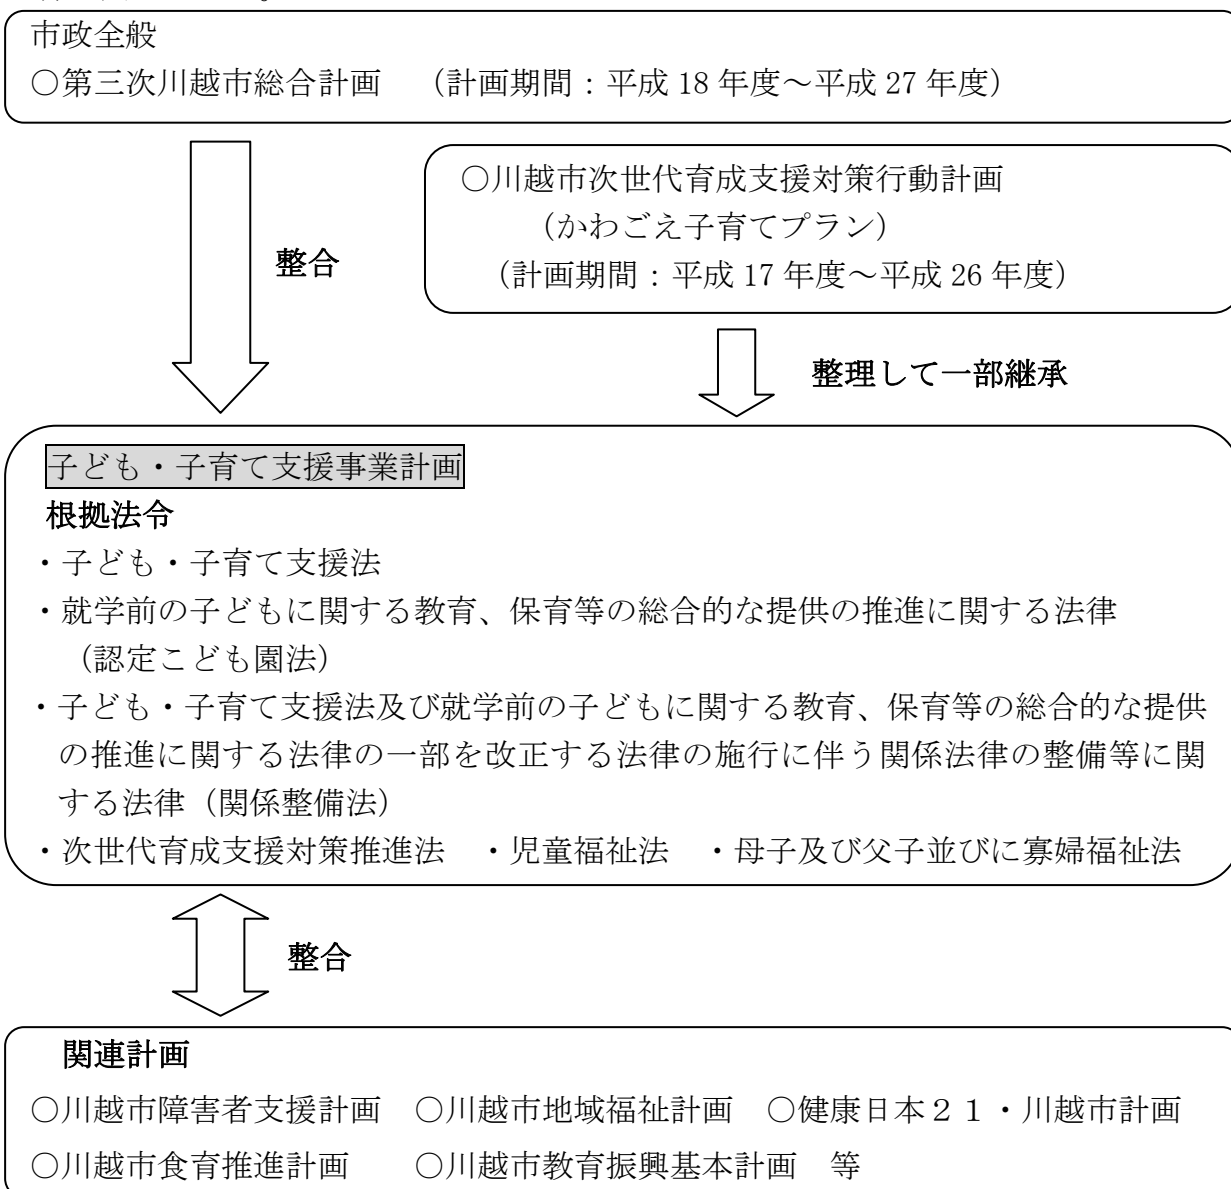 市政全般
○第三次川越市総合計画　（計画期間：平成 18 年度～平成 27 年度）
○川越市次世代育成支援対策行動計画
（かわごえ子育てプラン）
（計画期間：平成 17 年度～平成 26 年度）
整合
整理して一部継承
子ども・子育て支援事業計画
根拠法令
・子ども・子育て支援法
・就学前の子どもに関する教育、保育等の総合的な提供の推進に関する法律
（認定こども園法）
・子ども・子育て支援法及び就学前の子どもに関する教育、保育等の総合的な提供
の推進に関する法律の一部を改正する法律の施行に伴う関係法律の整備等に関
する法律（関係整備法）
・次世代育成支援対策推進法　・児童福祉法　・母子及び父子並びに寡婦福祉法
整合
関連計画
○川越市障害者支援計画　○川越市地域福祉計画　○健康日本２１・川越市計画
○川越市食育推進計画　　○川越市教育振興基本計画　等